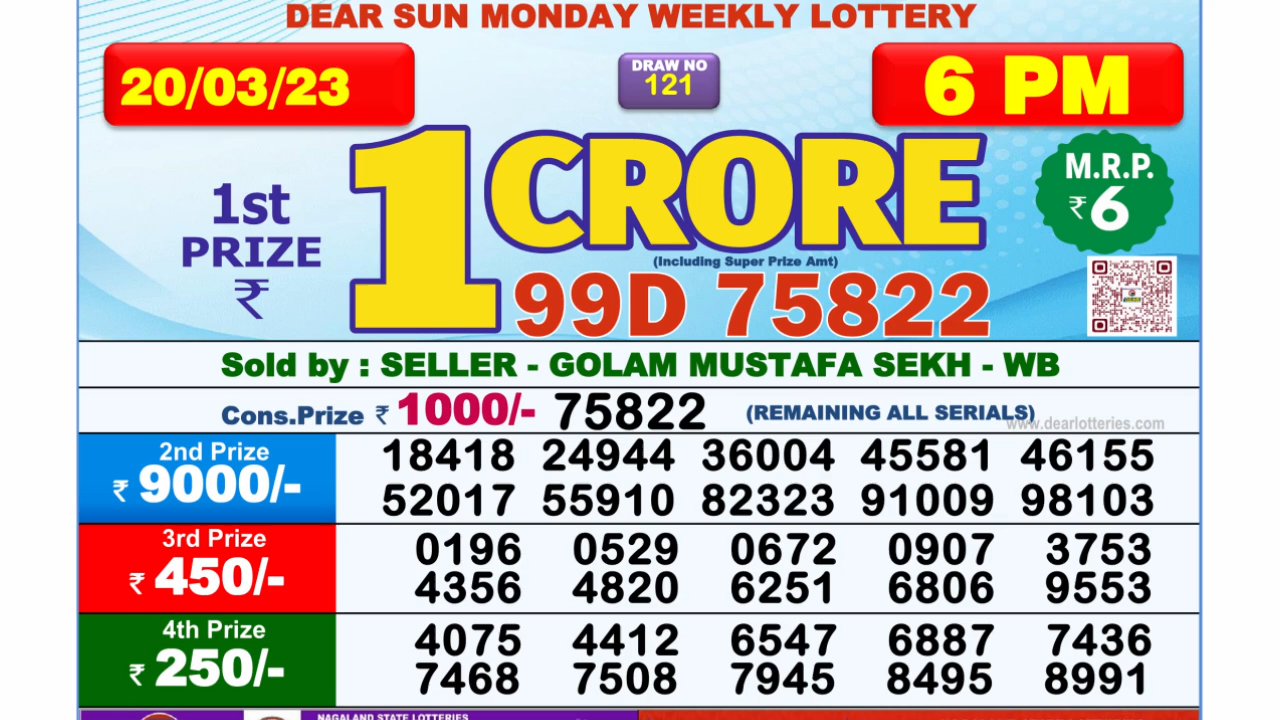 DEAR SUN MONDAY WEEKLY LOTTERY
20/03/23
DRAW NO
121
6 PM
1st
PRIZE
₹
1 CRORE
(Including Super Prize Amt)
99D 75822
M.R.P.
₹6
Sold by : SELLER - GOLAM MUSTAFA SEKH - WB
Cons.Prize ₹ 1000/- 75822 (REMAINING ALL SERIALS)
www.dearlotteries.com
2nd Prize
₹ 9000/-
18418 24944 36004 45581 46155
52017 55910 82323 91009 98103
3rd Prize
₹ 450/-
0196 0529 0672 0907 3753
4356 4820 6251 6806 9553
4th Prize
₹ 250/-
4075 4412 6547 6887 7436
7468 7508 7945 8495 8991
NAGALAND STATE LOTTERIES